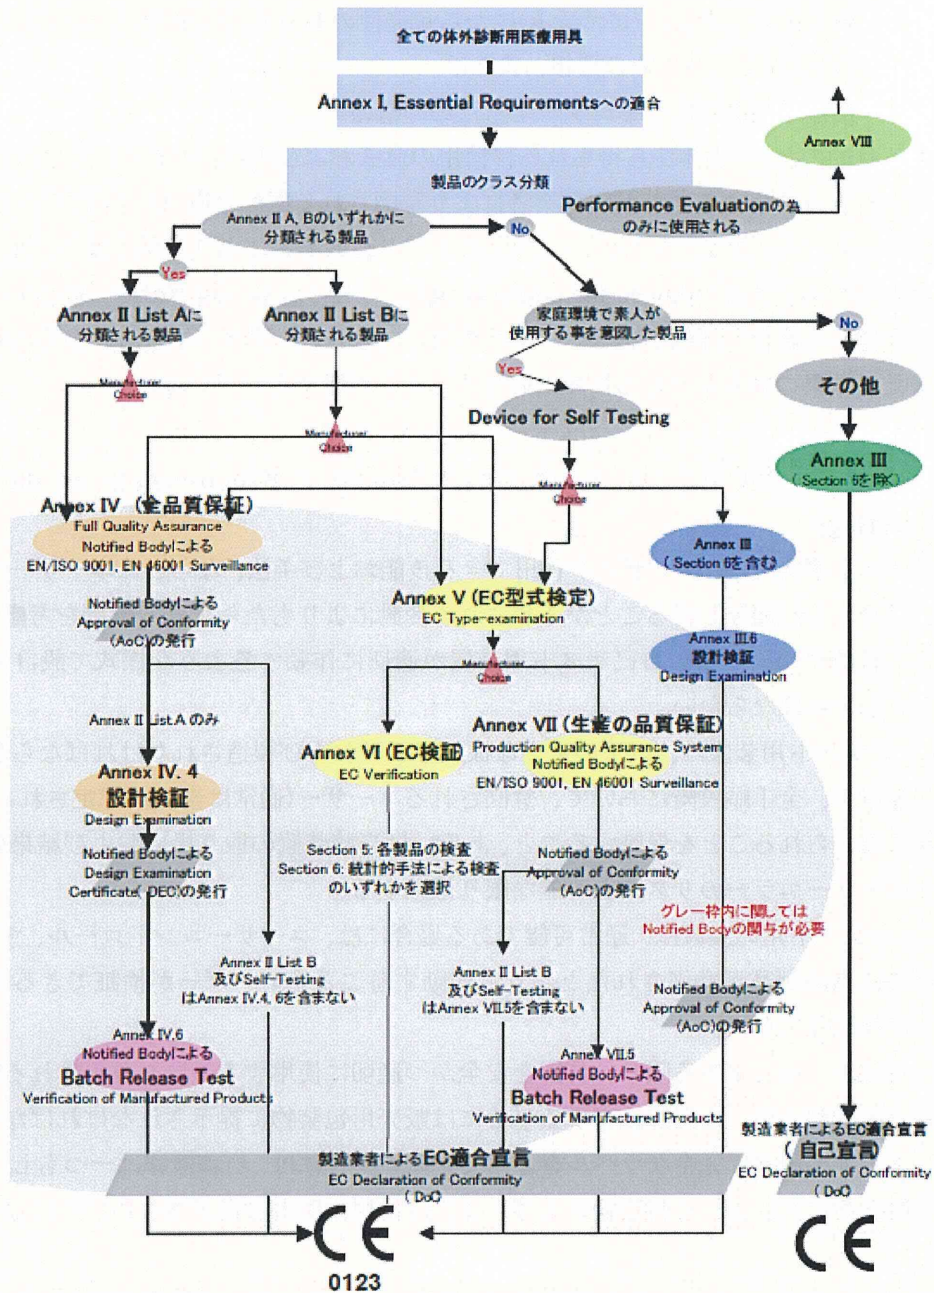 全ての体外診断用医療用具
Annex I, Essential Requirementsへの適合
Annex VIII
製品のクラス分類
Performance Evaluationの為
のみに使用される
Annex II A, Bのいずれかに
分類される製品
No
Yes
Annex II List Aに
分類される製品
Annex II List Bに
分類される製品
家庭環境で素人が
使用する事を意図した製品
No
Yes
Manufacturer
Choice
その他
Device for Self Testing
Manufacturer
Choice
Annex III
( Section 6を除く)
Manufacturer
Choice
Annex IV (全品質保証)
Full Quality Assurance
Notified Bodyによる
EN/ISO 9001, EN 46001 Surveillance
Annex III
( Section 6を含む
Notified Bodyによる
Approval of Conformity
(AoC)の発行
Annex V (EC型式検定)
EC Type-examination
Annex III.6
設計検証
Design Examination
Manufacturer
Choice
Annex II List A のみ
Annex VI (EC検証)
EC Verification
Annex VII (生産の品質保証)
Production Quality Assurance System
Notified Bodyによる
EN/ISO 9001, EN 46001 Surveillance
Annex IV. 4
設計検証
Design Examination
Notified Bodyによる
Design Examination
Certificate( DEC)の発行
Section 5: 各製品の検査
Section 6: 統計的手法による検査
のいずれかを選択
Notified Bodyによる
Approval of Conformity
(AoC)の発行
グレー枠内に関しては
Notified Bodyの関与が必要
Annex II List B
及びSelf-Testing
はAnnex IV.4, 6を含まない
Annex II List B
及びSelf-Testing
はAnnex VII.5を含まない
Notified Bodyによる
Approval of Conformity
(AoC)の発行
Annex IV.6
Notified Bodyによる
Batch Release Test
Verification of Manufactured Products
Annex VII.5
Notified Bodyによる
Batch Release Test
Verification of Manufactured Products
製造業者によるEC適合宣言
EC Declaration of Conformity
( DoC)
製造業者によるEC適合宣言
( 自己宣言)
EC Declaration of Conformity
( DoC)
CE
0123
CE